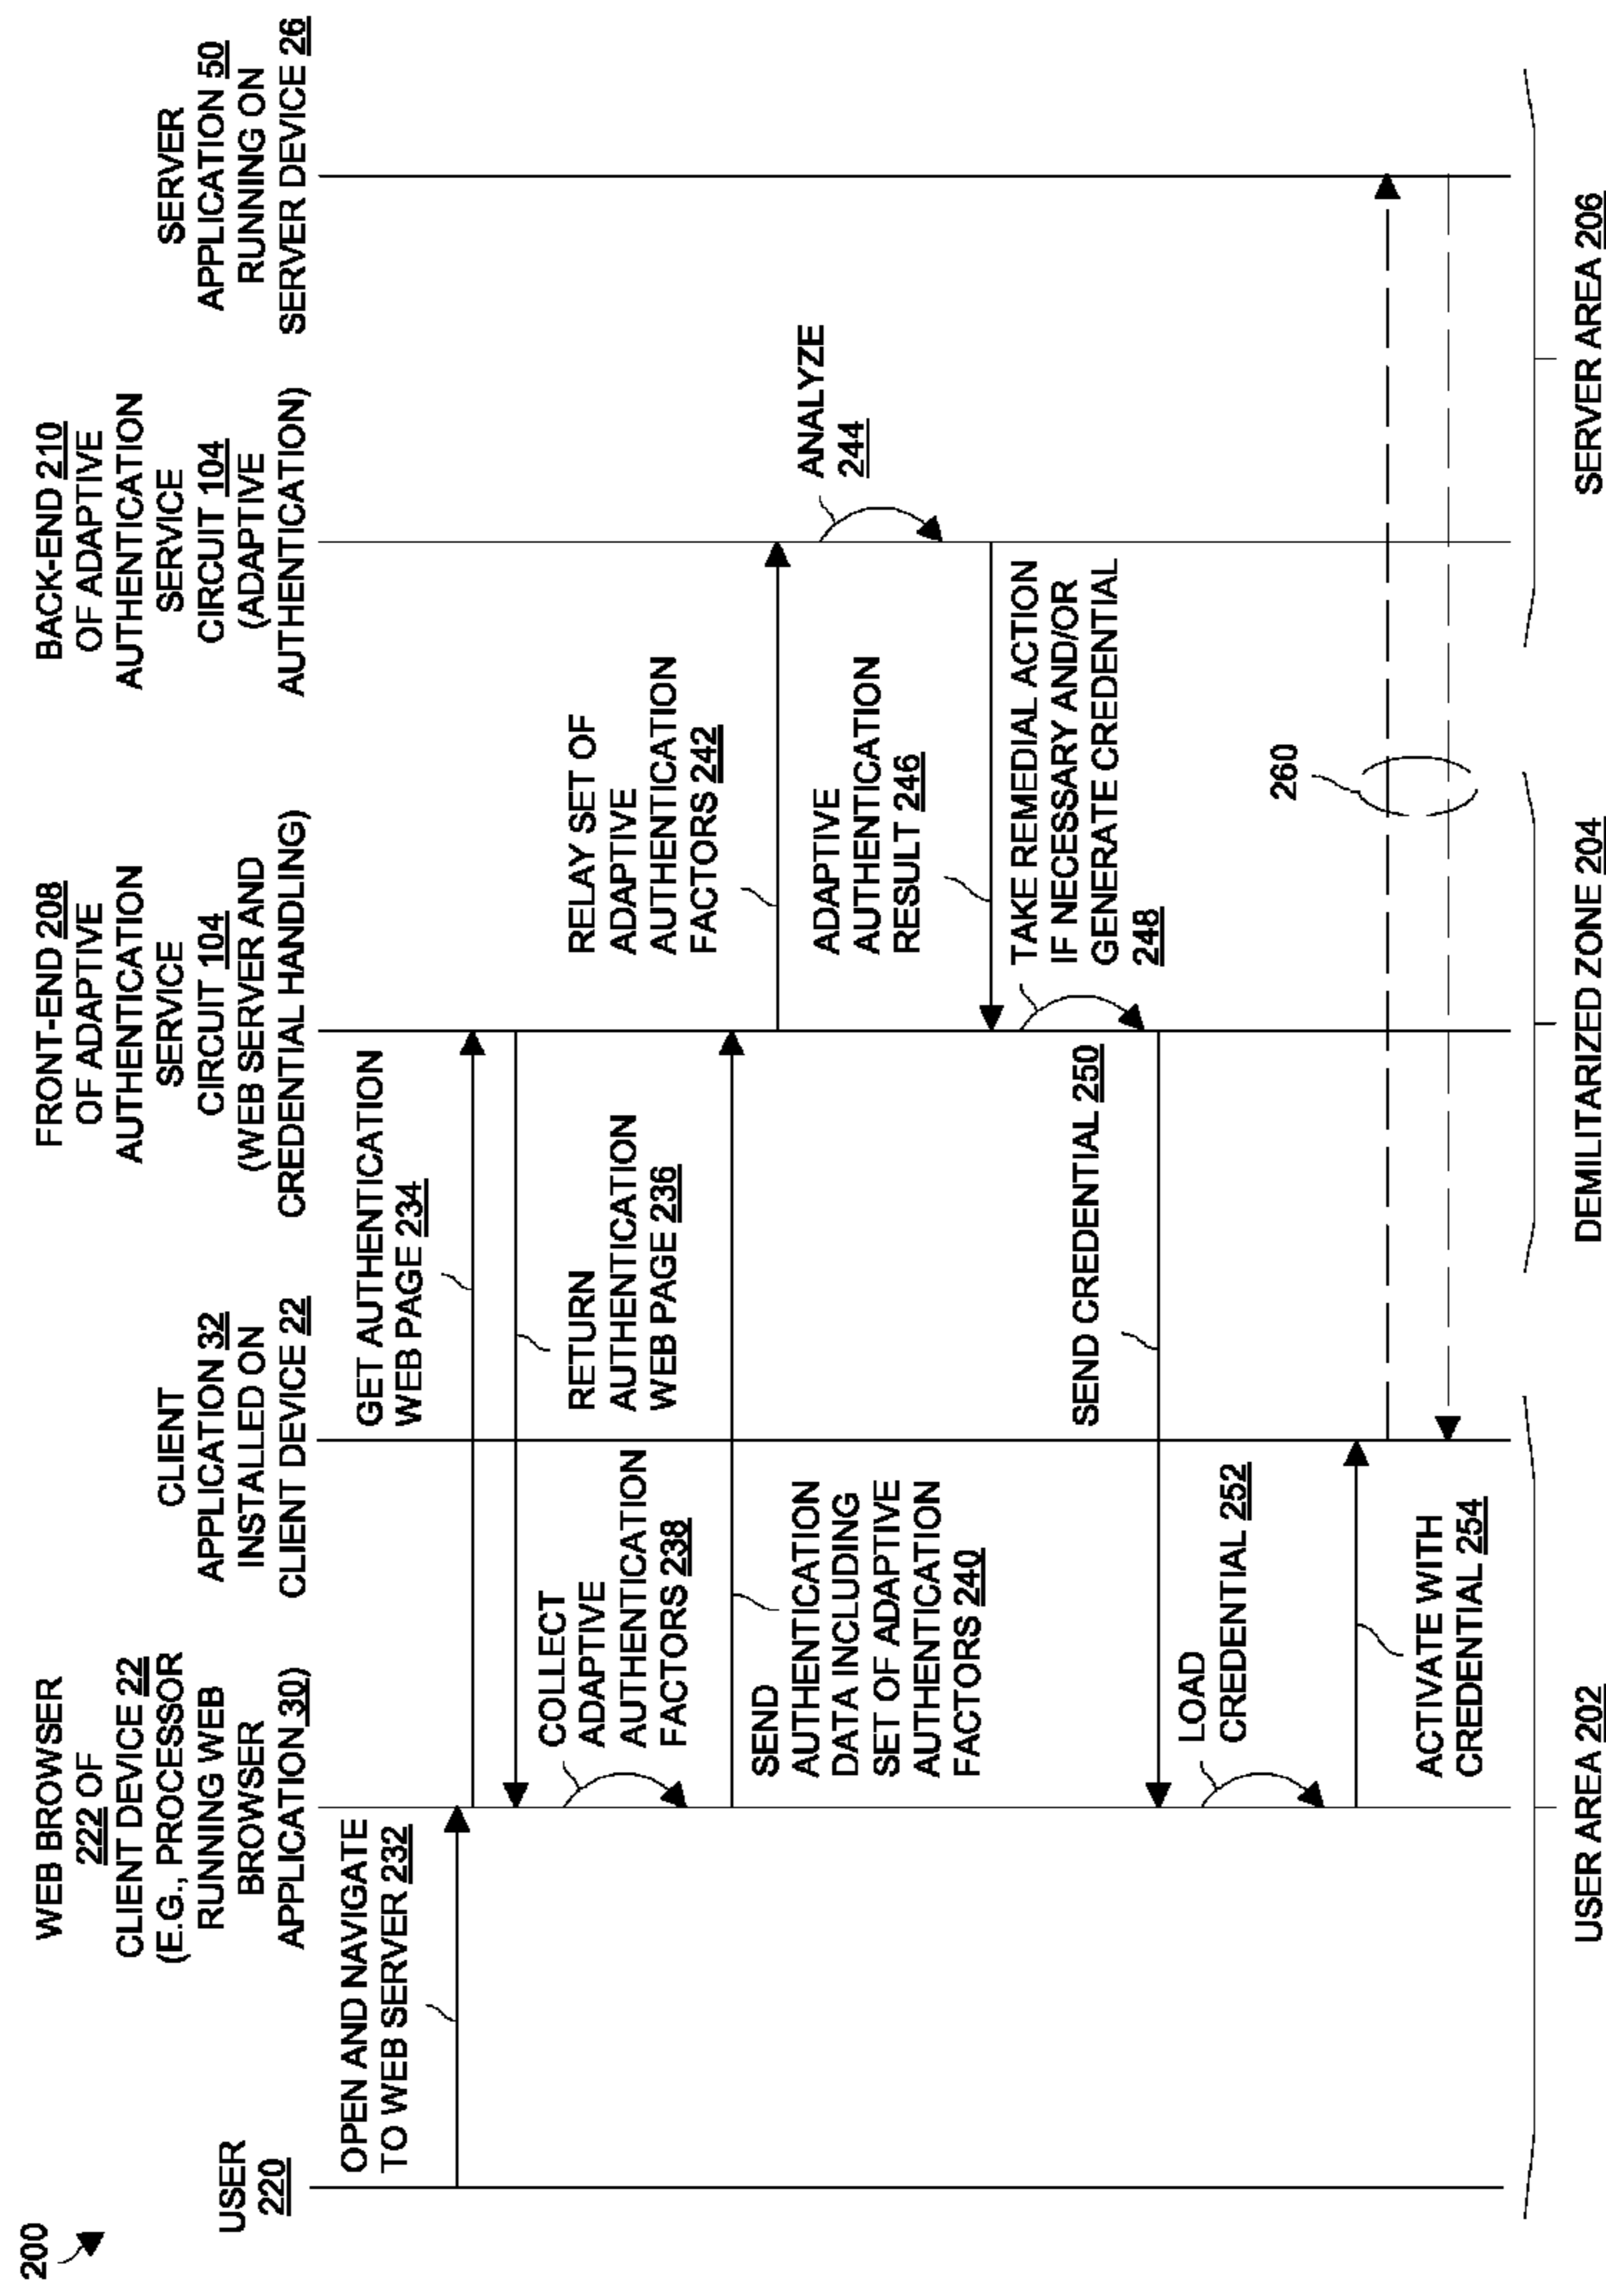 200
USER
220
WEB BROWSER
222 OF
CLIENT DEVICE 22
(E.G., PROCESSOR
RUNNING WEB
BROWSER
APPLICATION 30)
CLIENT
APPLICATION 32
INSTALLED ON
CLIENT DEVICE 22
FRONT-END 208
OF ADAPTIVE
AUTHENTICATION
SERVICE
CIRCUIT 104
(WEB SERVER AND
CREDENTIAL HANDLING)
BACK-END 210
OF ADAPTIVE
AUTHENTICATION
SERVICE
CIRCUIT 104
(ADAPTIVE
AUTHENTICATION)
SERVER
APPLICATION 50
RUNNING ON
SERVER DEVICE 26
OPEN AND NAVIGATE
TO WEB SERVER 232
GET AUTHENTICATION
WEB PAGE 234
RETURN
AUTHENTICATION
WEB PAGE 236
COLLECT
ADAPTIVE
AUTHENTICATION
FACTORS 238
SEND
AUTHENTICATION
DATA INCLUDING
SET OF ADAPTIVE
AUTHENTICATION
FACTORS 240
RELAY SET OF
ADAPTIVE
AUTHENTICATION
FACTORS 242
ANALYZE
244
ADAPTIVE
AUTHENTICATION
RESULT 246
TAKE REMEDIAL ACTION
IF NECESSARY AND/OR
GENERATE CREDENTIAL
248
SEND CREDENTIAL 250
LOAD
CREDENTIAL 252
ACTIVATE WITH
CREDENTIAL 254
260
USER AREA 202
DEMILITARIZED ZONE 204
SERVER AREA 206